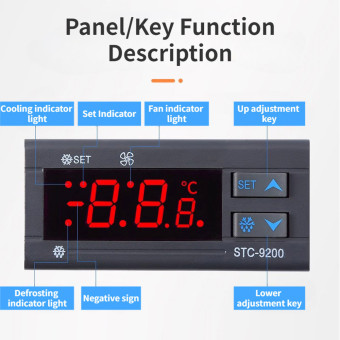 Panel/Key Function
Description
Cooling indicator
light
Set Indicator
Fan indicator
light
Up adjustment
key
SET
8.8.8
°C
SET
STC-9200
Defrosting
indicator light
Negative sign
Lower
adjustment key